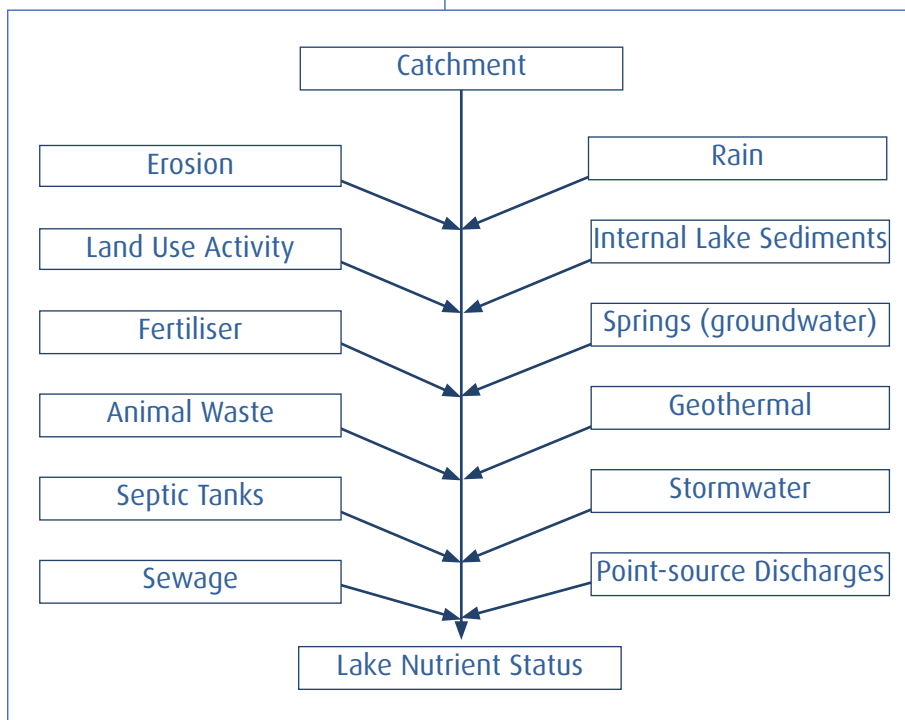 Catchment
Erosion
Rain
Land Use Activity
Internal Lake Sediments
Fertiliser
Springs (groundwater)
Animal Waste
Geothermal
Septic Tanks
Stormwater
Sewage
Point-source Discharges
Lake Nutrient Status